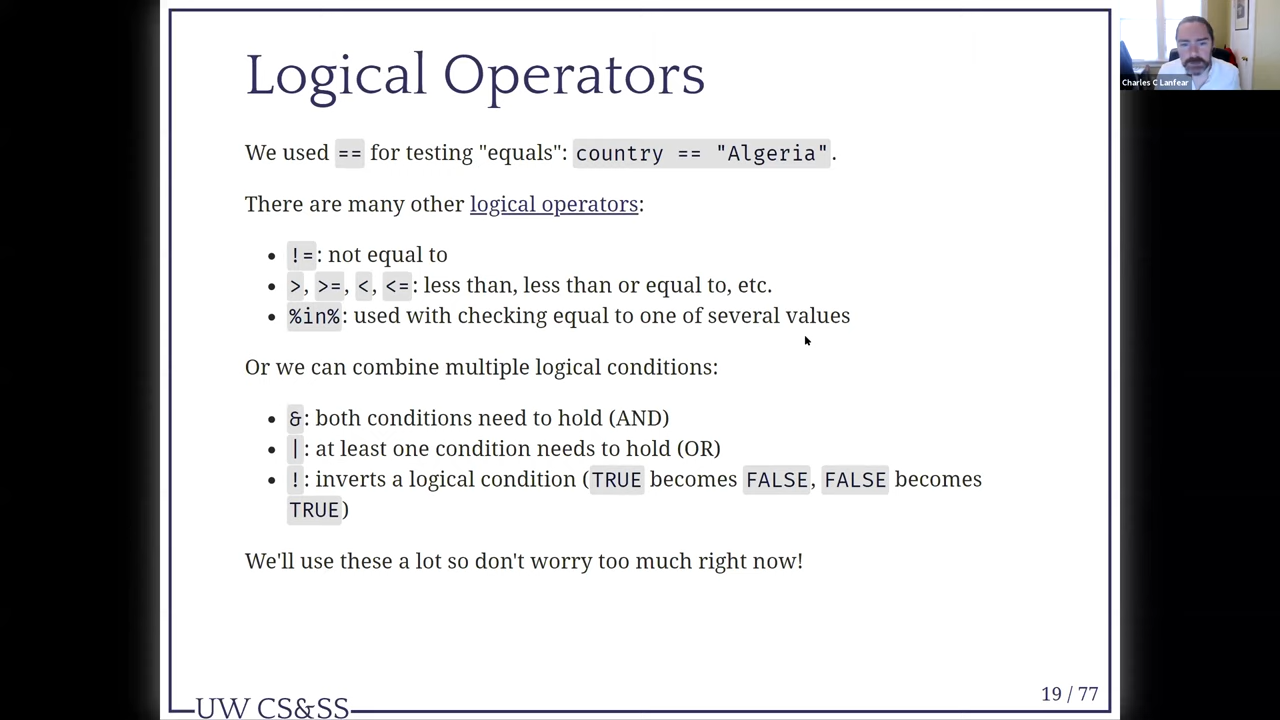 Logical Operators
Charles C Lanfear
We used == for testing "equals": country == "Algeria".
There are many other logical operators:
• !=: not equal to
• >, >=, <, <=: less than, less than or equal to, etc.
• %in%: used with checking equal to one of several values
Or we can combine multiple logical conditions:
• &: both conditions need to hold (AND)
• |: at least one condition needs to hold (OR)
• !: inverts a logical condition (TRUE becomes FALSE, FALSE becomes
TRUE)
We'll use these a lot so don't worry too much right now!
19 / 77
UW CS&SS